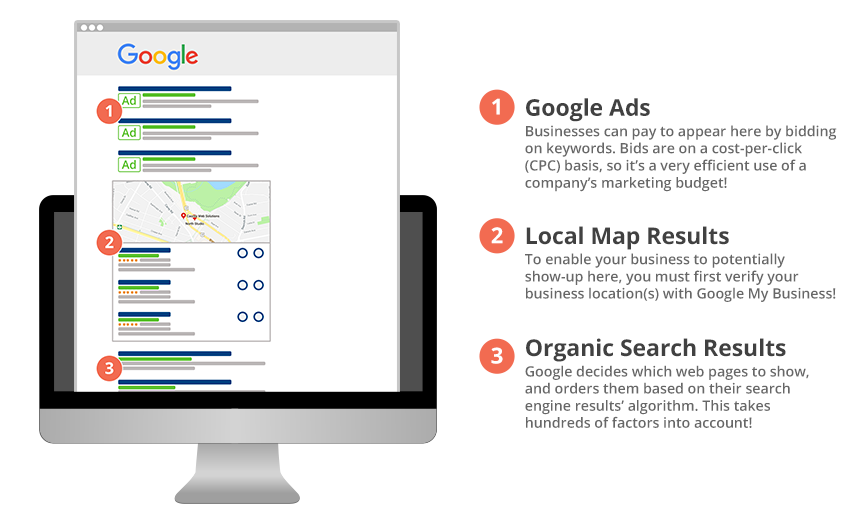 Google
1
Ad
Ad
Ad
2
3
1 Google Ads
Businesses can pay to appear here by bidding
on keywords. Bids are on a cost-per-click
(CPC) basis, so it's a very efficient use of a
company's marketing budget!
2 Local Map Results
To enable your business to potentially
show-up here, you must first verify your
business location(s) with Google My Business!
3 Organic Search Results
Google decides which web pages to show,
and orders them based on their search
engine results' algorithm. This takes
hundreds of factors into account!